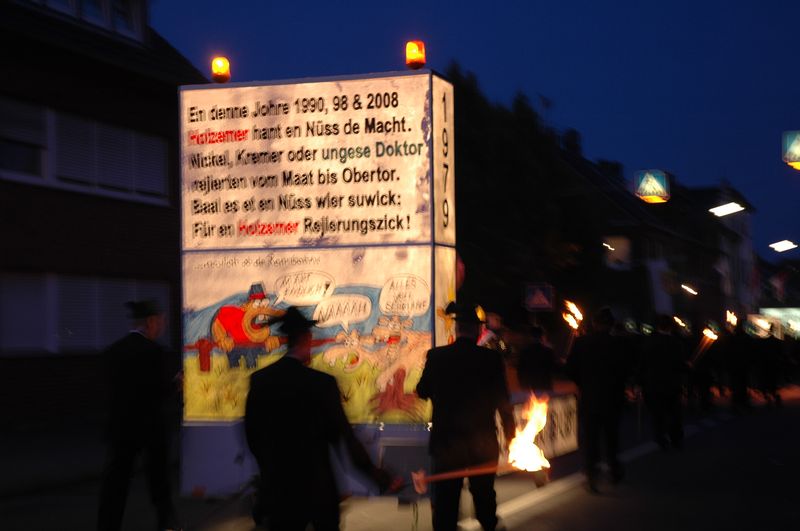 En denne Johre 1990, 98 & 2008
Holzemer hant en Nüss de Macht.
Nickel, Kremer oder ungese Doktor
rejierten vom Maat bis Obertor.
Baal es et en Nüss wier suwick:
Für en Holzemer Rejierungszick!
1979
NAAAAH
ALLES